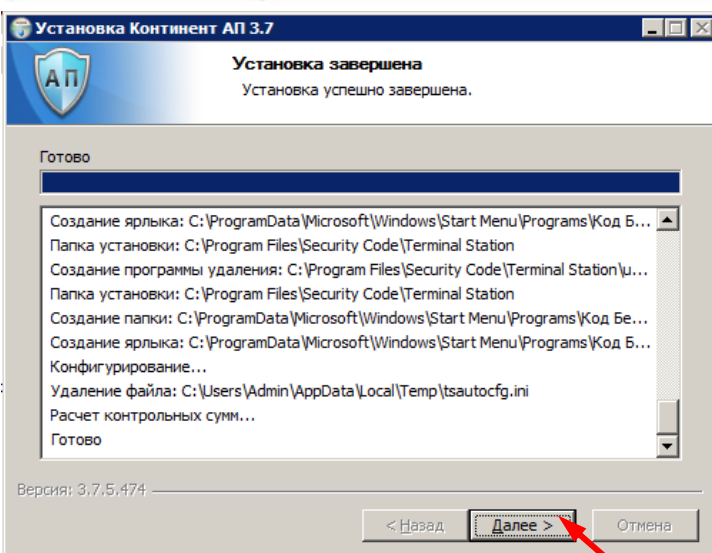 Установка Континент АП 3.7
АП
Установка завершена
Установка успешно завершена.
Готово
Создание ярлыка: C:\ProgramData\Microsoft\Windows\Start Menu\Programs\Код Б...
Папка установки: C:\Program Files\Security Code\Terminal Station
Создание программы удаления: C:\Program Files\Security Code\Terminal Station\u...
Папка установки: C:\Program Files\Security Code\Terminal Station
Создание папки: C:\ProgramData\Microsoft\Windows\Start Menu\Programs\Код Бе...
Создание ярлыка: C:\ProgramData\Microsoft\Windows\Start Menu\Programs\Код Б...
Конфигурирование...
Удаление файла: C:\Users\Admin\AppData\Local\Temp\tsautocfg.ini
Расчет контрольных сумм...
Готово
Версия: 3.7.5.474
< Назад Далее > Отмена